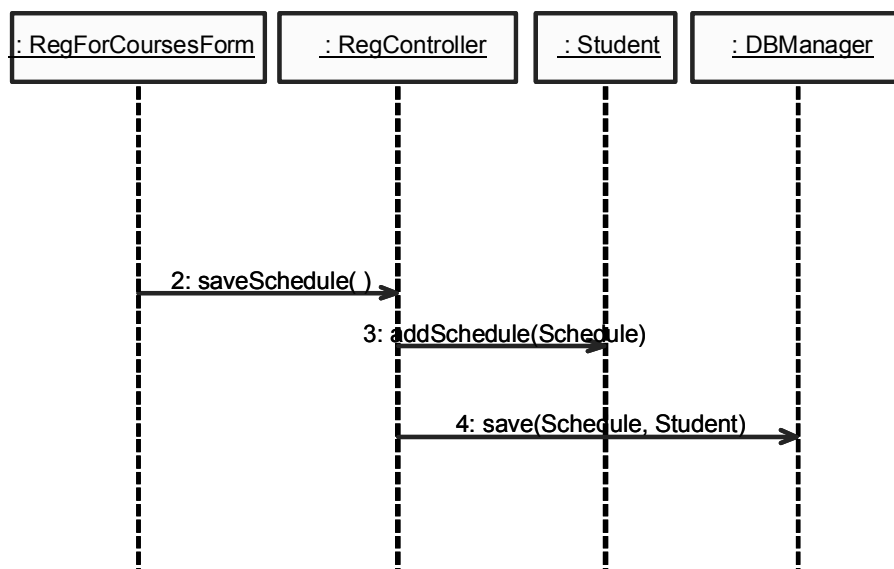 : RegForCoursesForm
: RegController
: Student
: DBManager
2: saveSchedule( )
3: addSchedule(Schedule)
4: save(Schedule, Student)